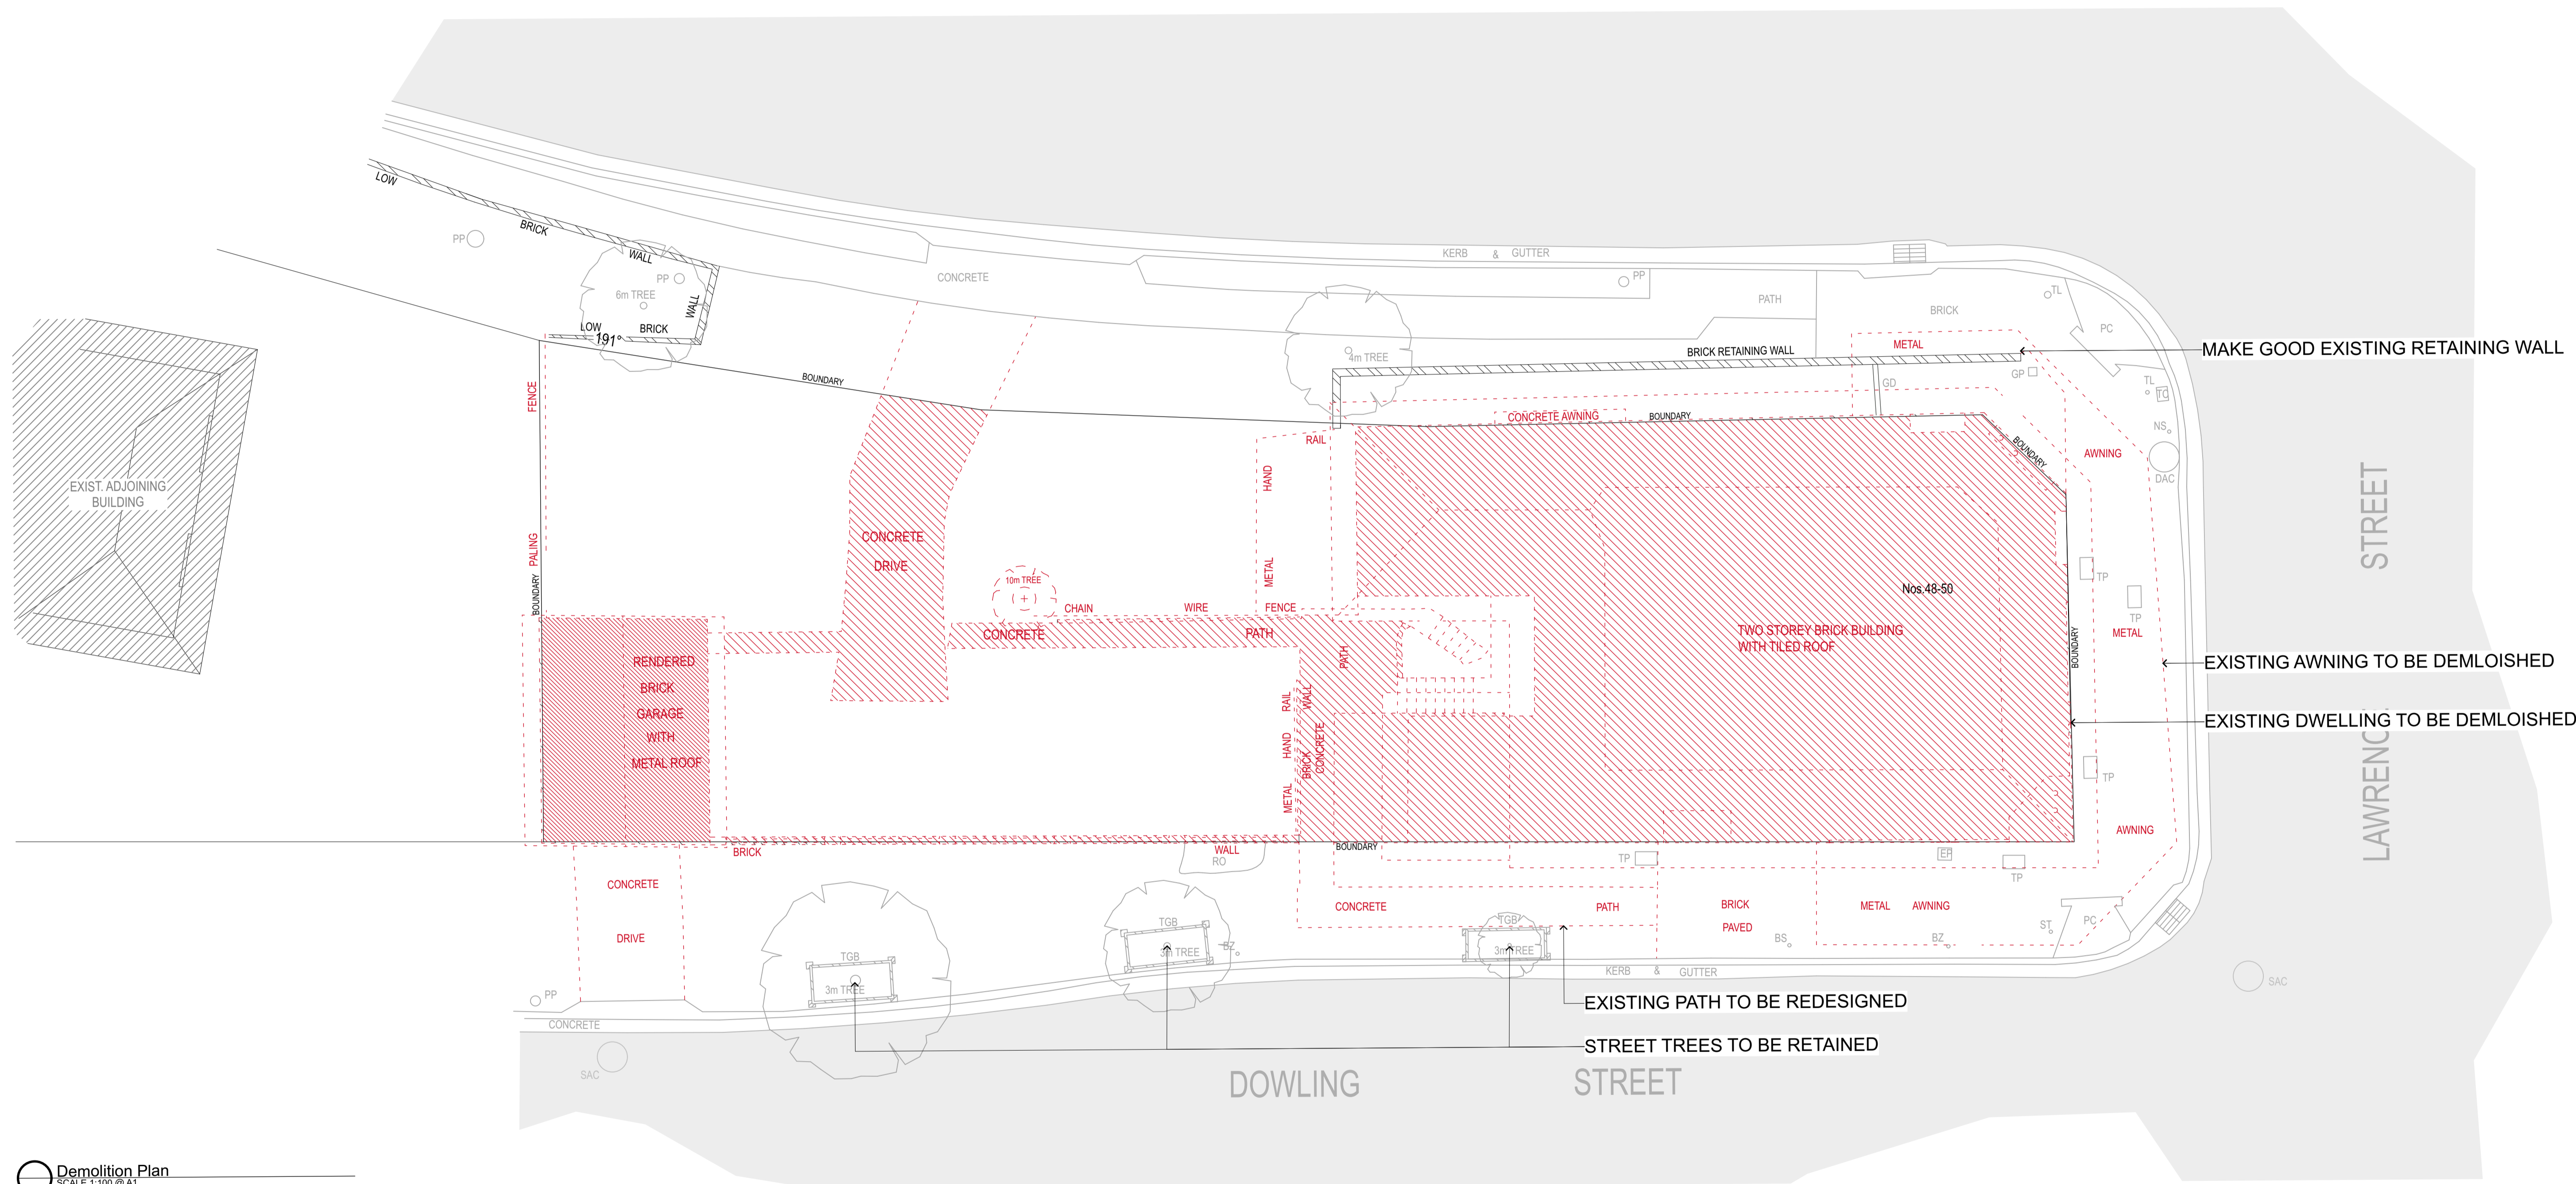 LOW
BRICK
WALL
PP
PP
6m TREE
WALL
LOW
BRICK
191°
CONCRETE
KERB & GUTTER
PP
PATH
BRICK
TL
PC
METAL
BRICK RETAINING WALL
MAKE GOOD EXISTING RETAINING WALL
4m TREE
GD
GP
TL
TC
NS
DAC
BOUNDARY
FENCE
CONCRETE AWNING
BOUNDARY
BOUNDARY
AWNING
RAIL
HAND
METAL
EXIST. ADJOINING
BUILDING
PALING
BOUNDARY
CONCRETE
DRIVE
10m TREE
CHAIN WIRE FENCE
CONCRETE PATH
PATH
Nos.48-50
TWO STOREY BRICK BUILDING
WITH TILED ROOF
TP
TP
METAL
BOUNDARY
STREET
EXISTING AWNING TO BE DEMLOISHED
EXISTING DWELLING TO BE DEMLOISHED
LAWRENCE
RENDERED
BRICK
GARAGE
WITH
METAL ROOF
METAL HAND RAIL
BRICK WALL
CONCRETE
TP
AWNING
BRICK
WALL
RO
BOUNDARY
TP
EP
TP
CONCRETE
DRIVE
CONCRETE PATH
BRICK
PAVED
METAL AWNING
TGB
3m TREE
TGB
3m TREE
BZ
TGB
3m TREE
BS
BZ
ST
PC
KERB & GUTTER
SAC
PP
CONCRETE
SAC
EXISTING PATH TO BE REDESIGNED
STREET TREES TO BE RETAINED
DOWLING STREET
Demolition Plan
SCALE 1:100 @ A1